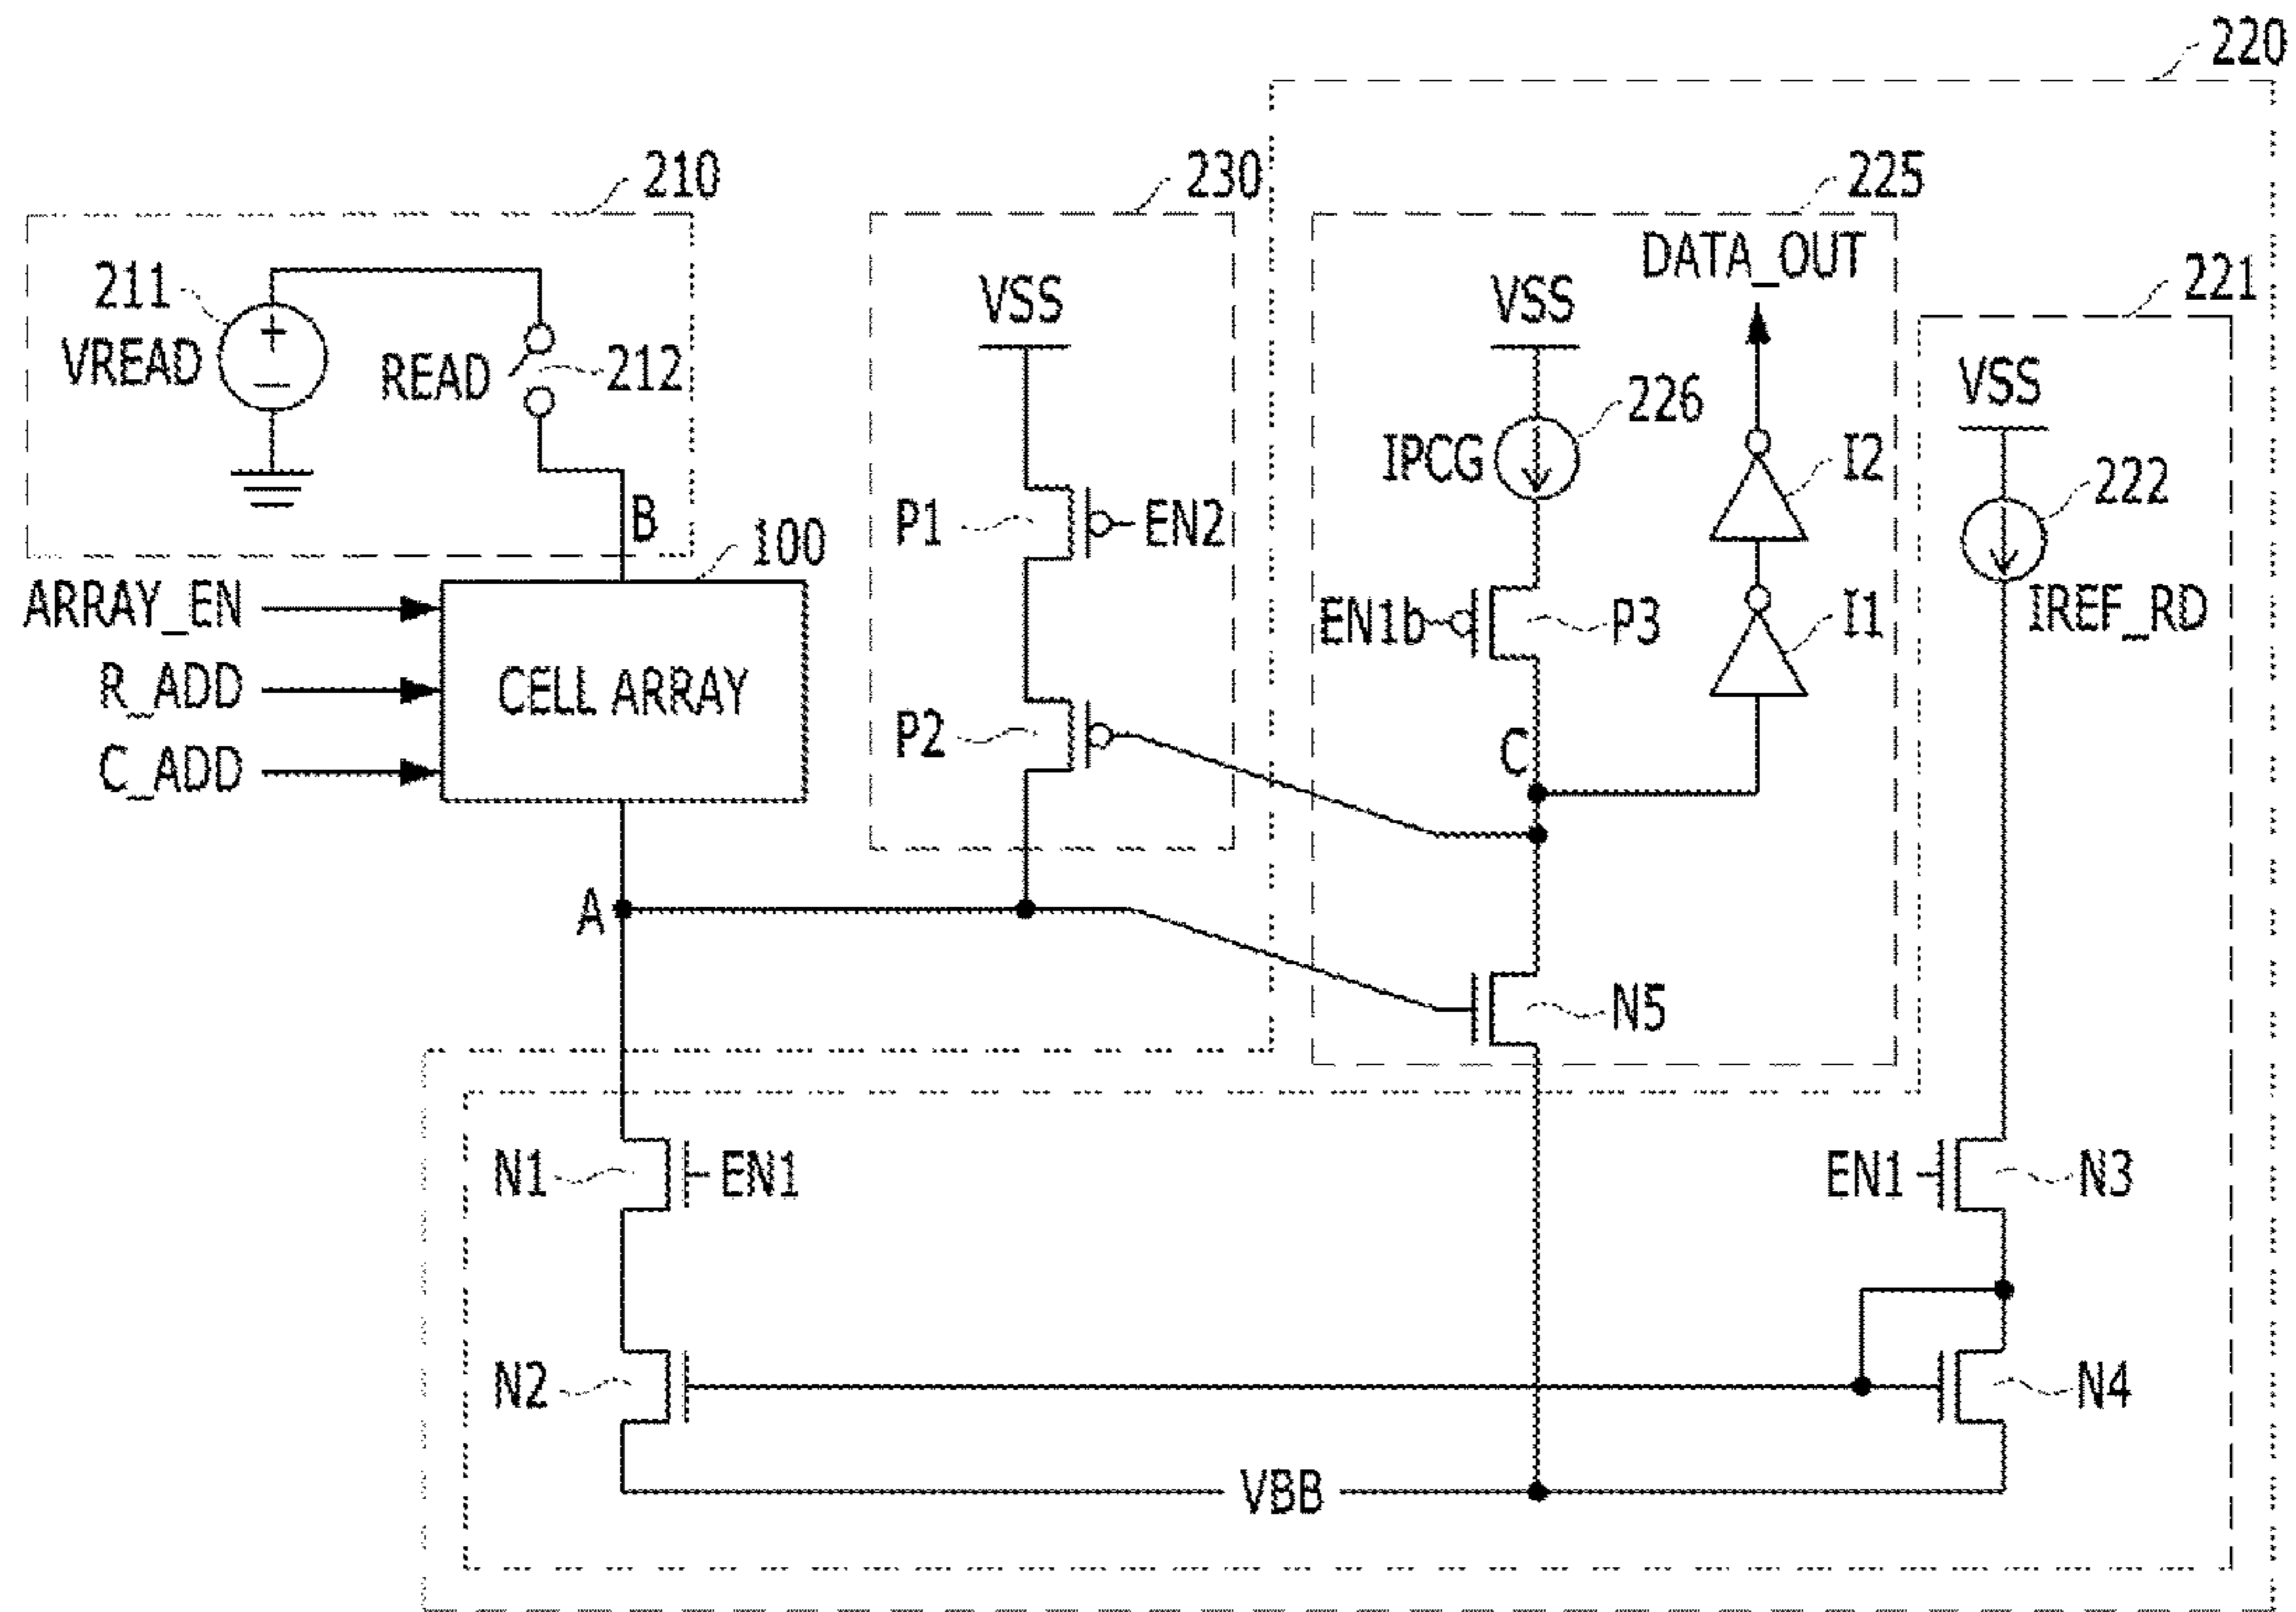 220
210
230
225
DATA_OUT
211
VREAD
READ
212
VSS
VSS
221
226
IPCG
I2
VSS
222
B
100
P1
EN2
ARRAY_EN
EN1b
P3
I1
IREF_RD
R_ADD
CELL ARRAY
C_ADD
P2
C
A
N5
N1
EN1
EN1
N3
N2
N4
VBB